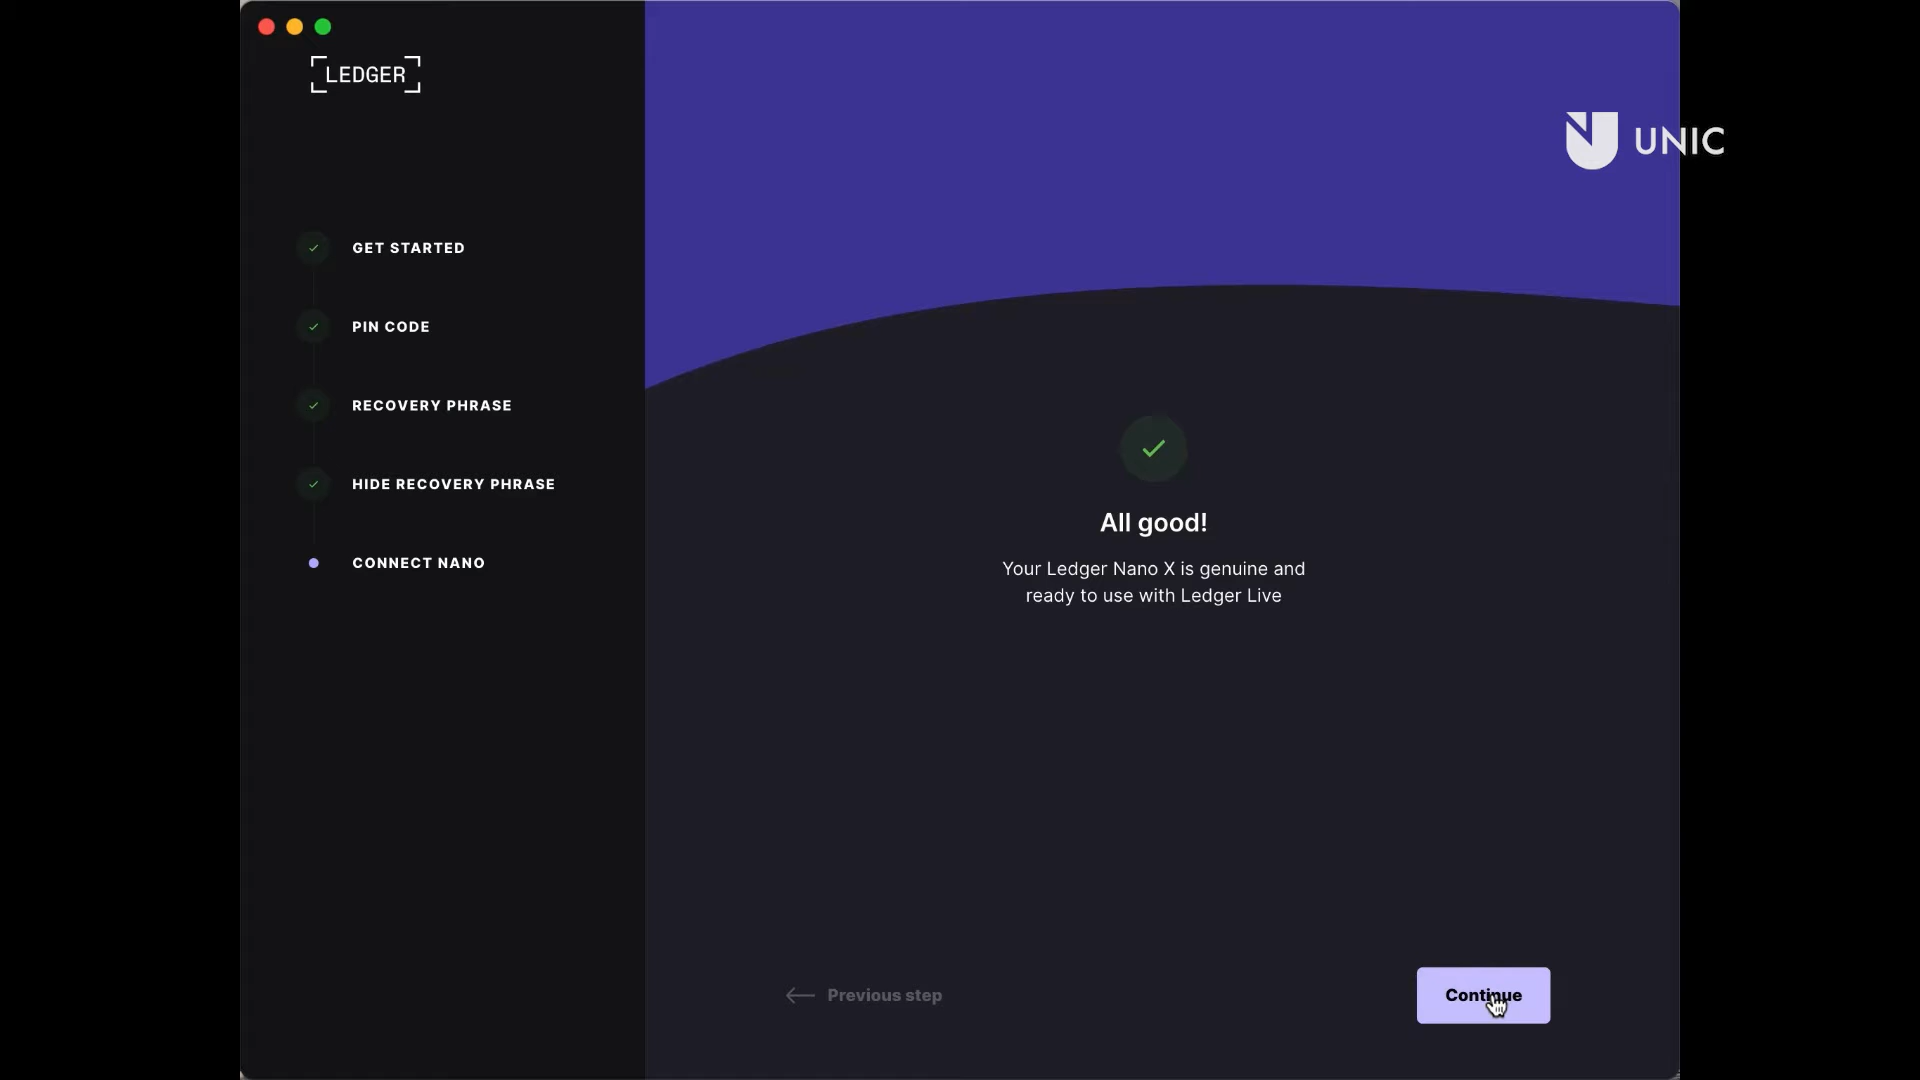 LEDGER
UNIC
GET STARTED
PIN CODE
RECOVERY PHRASE
HIDE RECOVERY PHRASE
CONNECT NANO
All good!
Your Ledger Nano X is genuine and
ready to use with Ledger Live
Previous step
Continue